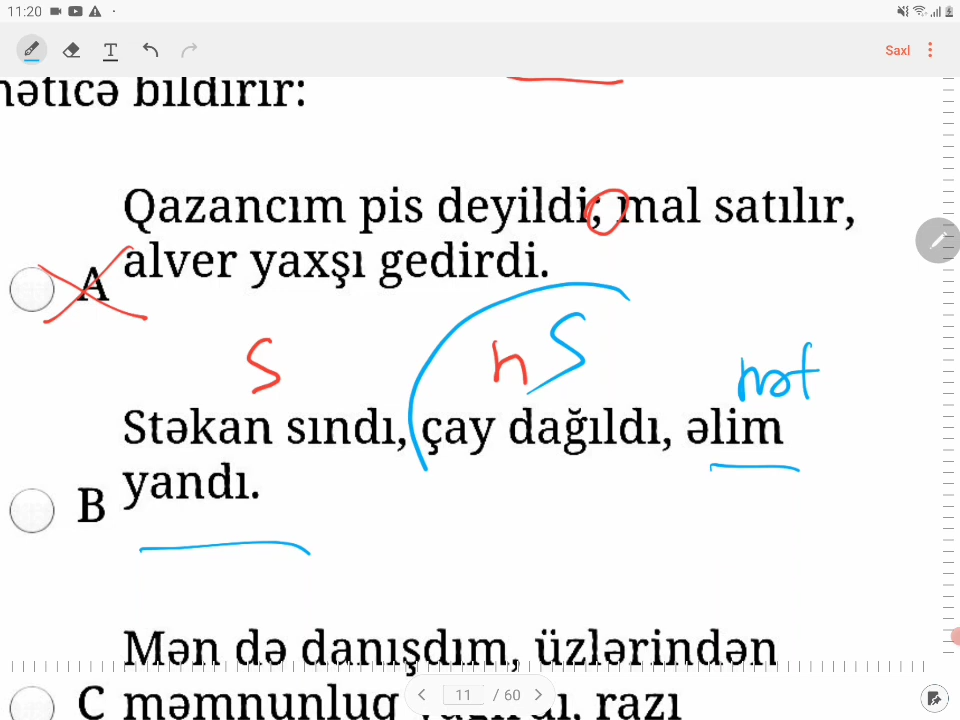 11:20
T
Saxl
nəticə bildirir:
Qazancım pis deyildi; mal satılır,
A alver yaxşı gedirdi.
S n S nət
Stəkan sındı, çay dağıldı, əlim
B yandı.
Mən də danışdım, üzlərindən
C məmnunluq razı
11 / 60